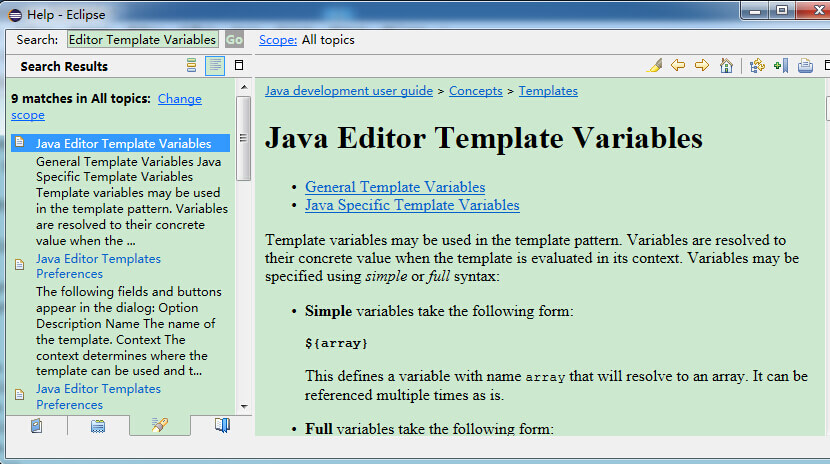 Help - Eclipse
Search: Editor Template Variables Go Scope: All topics
Search Results
9 matches in All topics: Change
scope
Java Editor Template Variables
General Template Variables Java
Specific Template Variables
Template variables may be used
in the template pattern. Variables
are resolved to their concrete
value when the ...
Java Editor Templates
Preferences
The following fields and buttons
appear in the dialog: Option
Description Name The name of
the template. Context The
context determines where the
template can be used and t...
Java Editor Templates
Preferences
Java development user guide > Concepts > Templates
Java Editor Template Variables
• General Template Variables
• Java Specific Template Variables
Template variables may be used in the template pattern. Variables are resolved to
their concrete value when the template is evaluated in its context. Variables may be
specified using simple or full syntax:
• Simple variables take the following form:
${array}
This defines a variable with name array that will resolve to an array. It can be
referenced multiple times as is.
• Full variables take the following form: